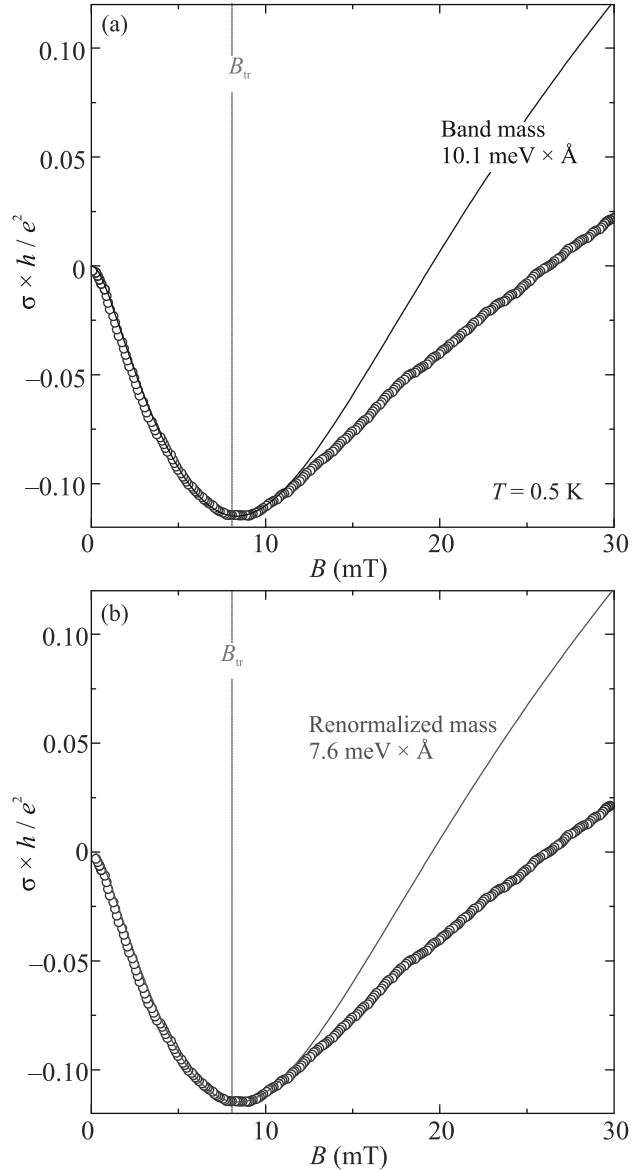 (a)
0.10
B_tr
Band mass
10.1 meV × Å
0.05
0
σ × h / e²
−0.05
−0.10
T = 0.5 K
0 10 20 30
B (mT)
(b)
0.10
B_tr
Renormalized mass
7.6 meV × Å
0.05
0
σ × h / e²
−0.05
−0.10
0 10 20 30
B (mT)